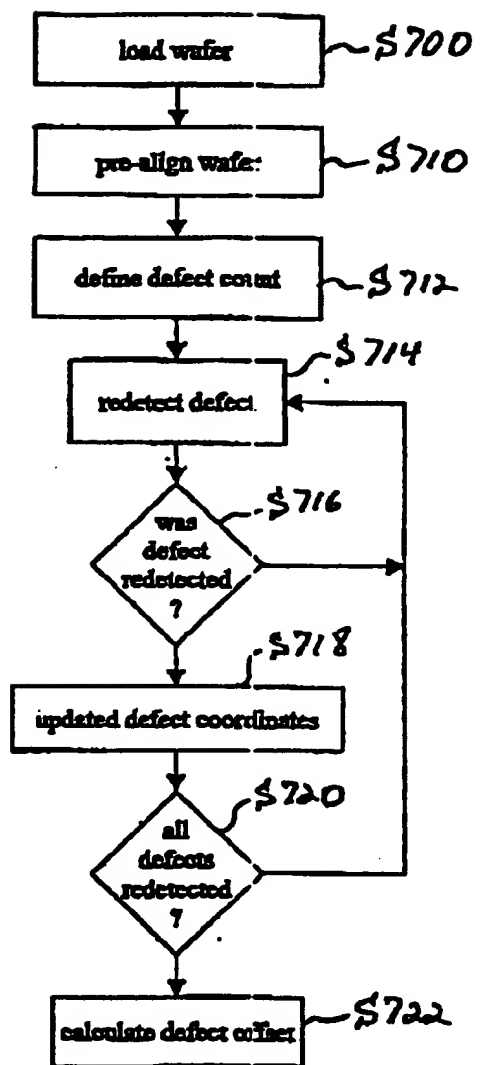 load wafer S700
pre-align wafer S710
define defect count S712
S714
redetect defect
S716
was
defect
redetected
?
S718
updated defect coordinates
S720
all
defects
redetected
?
calculate defect offset S722